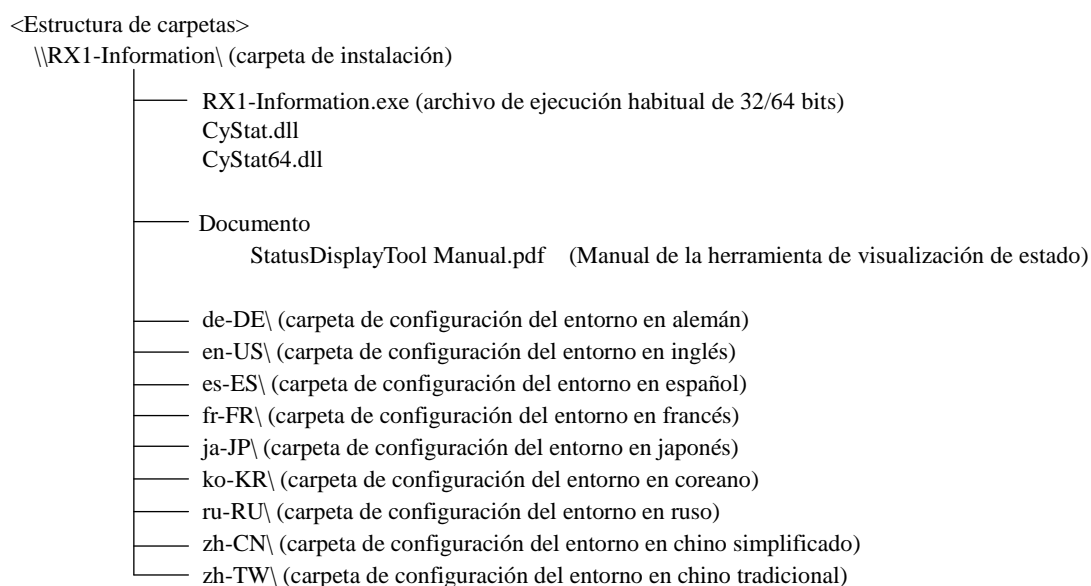 <Estructura de carpetas>
\\RX1-Information\ (carpeta de instalación)
RX1-Information.exe (archivo de ejecución habitual de 32/64 bits)
CyStat.dll
CyStat64.dll
Documento
StatusDisplayTool Manual.pdf (Manual de la herramienta de visualización de estado)
de-DE\ (carpeta de configuración del entorno en alemán)
en-US\ (carpeta de configuración del entorno en inglés)
es-ES\ (carpeta de configuración del entorno en español)
fr-FR\ (carpeta de configuración del entorno en francés)
ja-JP\ (carpeta de configuración del entorno en japonés)
ko-KR\ (carpeta de configuración del entorno en coreano)
ru-RU\ (carpeta de configuración del entorno en ruso)
zh-CN\ (carpeta de configuración del entorno en chino simplificado)
zh-TW\ (carpeta de configuración del entorno en chino tradicional)